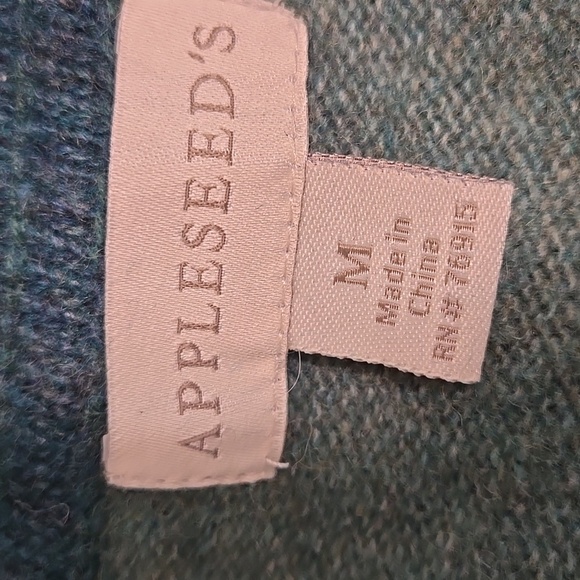 APPLESEED'S
M
Made in
China
RN# 76915